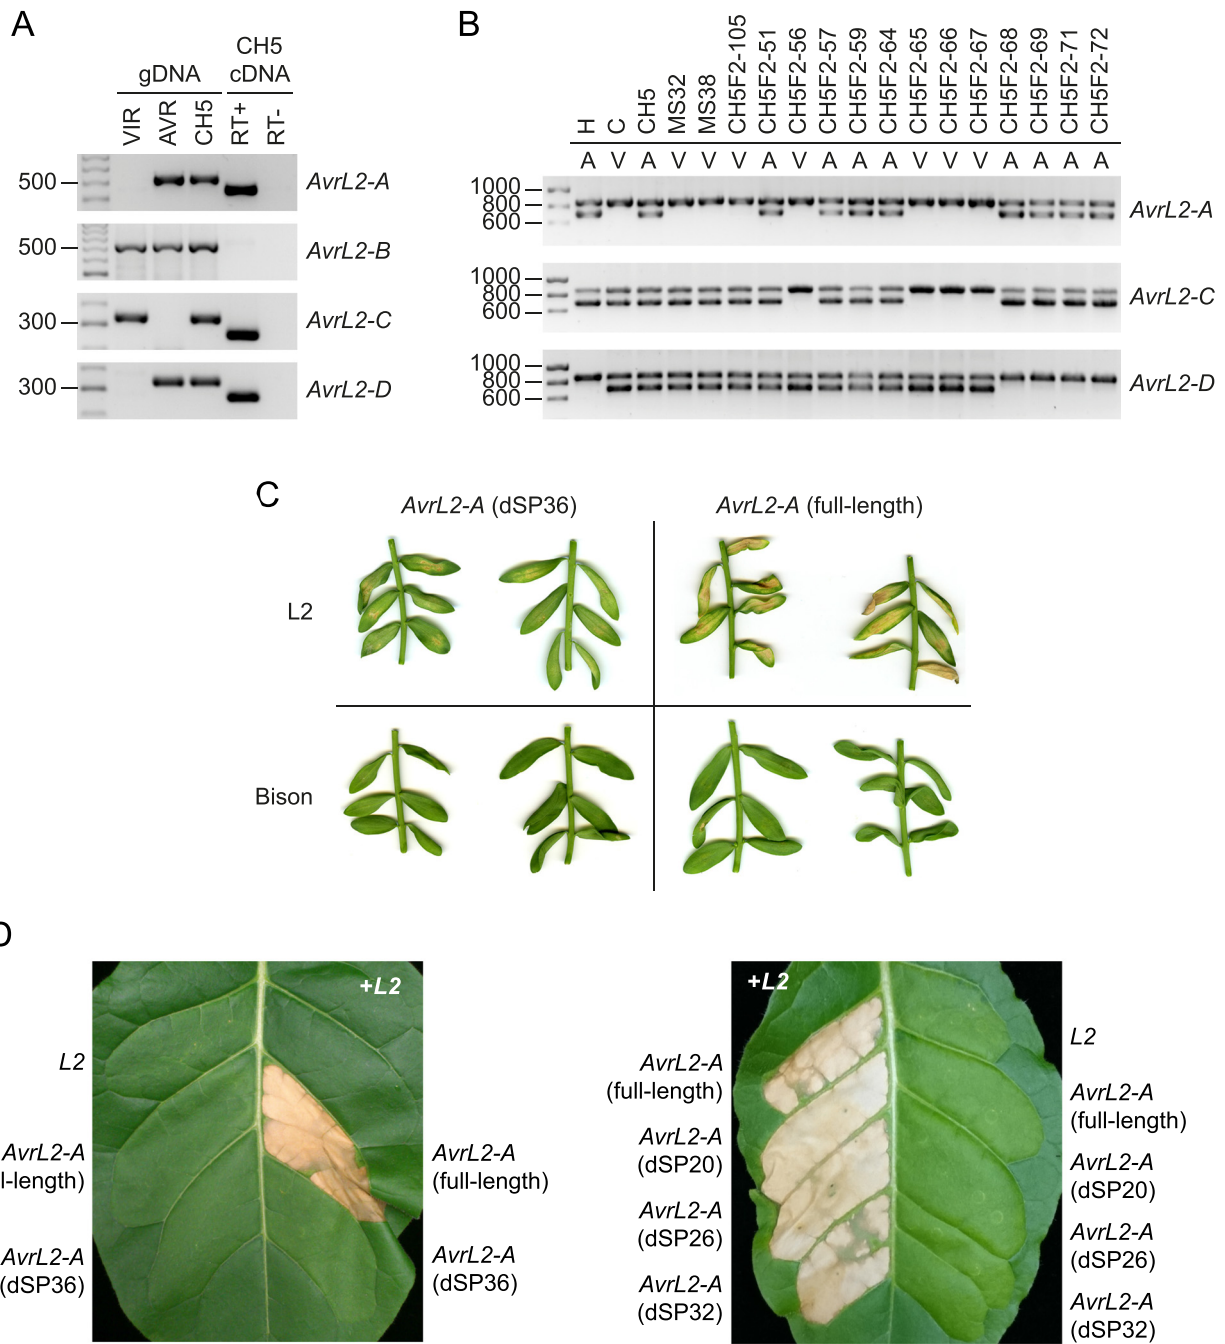 A
CH5
gDNA cDNA
VIR AVR CH5 RT+ RT-
500
AvrL2-A
500
AvrL2-B
300
AvrL2-C
300
AvrL2-D
B
H C CH5 MS32 MS38 CH5F2-105 CH5F2-51 CH5F2-56 CH5F2-57 CH5F2-59 CH5F2-64 CH5F2-65 CH5F2-66 CH5F2-67 CH5F2-68 CH5F2-69 CH5F2-71 CH5F2-72
A V A V V V A V A A A V V V A A A A
1000
800
600
AvrL2-A
1000
800
600
AvrL2-C
1000
800
600
AvrL2-D
C
AvrL2-A (dSP36)
AvrL2-A (full-length)
L2
Bison
D
+L2
L2
AvrL2-A
l-length)
AvrL2-A
(dSP36)
AvrL2-A
(full-length)
AvrL2-A
(dSP36)
+L2
AvrL2-A
(full-length)
AvrL2-A
(dSP20)
AvrL2-A
(dSP26)
AvrL2-A
(dSP32)
L2
AvrL2-A
(full-length)
AvrL2-A
(dSP20)
AvrL2-A
(dSP26)
AvrL2-A
(dSP32)